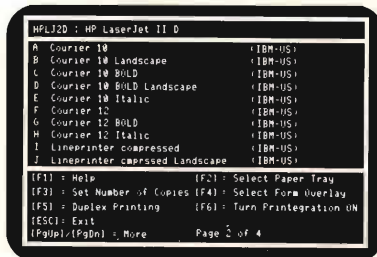 HPLJ2D : HP LaserJet II D
A Courier 10 (IBM-US)
B Courier 10 Landscape (IBM-US)
C Courier 10 BOLD (IBM-US)
D Courier 10 BOLD Landscape (IBM-US)
E Courier 10 Italic (IBM-US)
F Courier 12 (IBM-US)
G Courier 12 BOLD (IBM-US)
H Courier 12 Italic (IBM-US)
I Lineprinter compressed (IBM-US)
J Lineprinter cmprssed Landscape (IBM-US)
[F1] = Help [F2] = Select Paper Tray
[F3] = Set Number of Copies [F4] = Select Form Overlay
[F5] = Duplex Printing [F6] = Turn Printegration ON
[ESC]= Exit
[PgUp]/[PgDn] = More Page 2 of 4